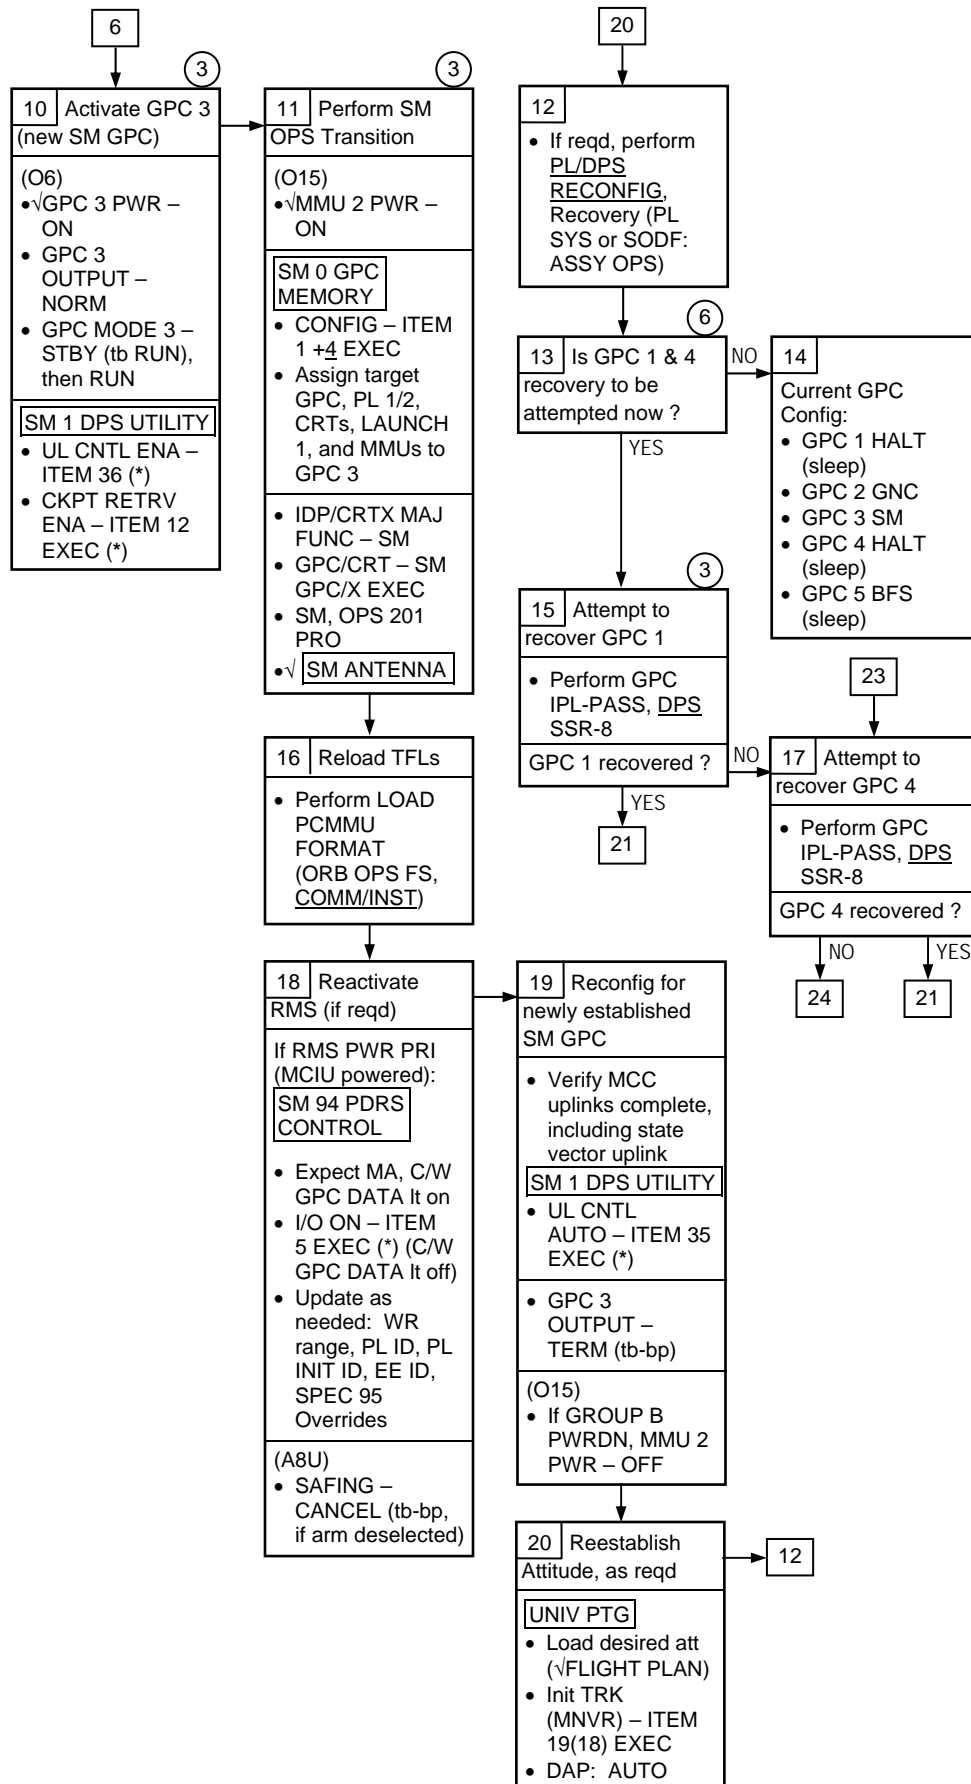 6
3
10 Activate GPC 3
(new SM GPC)
(O6)
•√GPC 3 PWR –
ON
• GPC 3
OUTPUT –
NORM
• GPC MODE 3 –
STBY (tb RUN),
then RUN
SM 1 DPS UTILITY
• UL CNTL ENA –
ITEM 36 (*)
• CKPT RETRV
ENA – ITEM 12
EXEC (*)
3
11 Perform SM
OPS Transition
(O15)
•√MMU 2 PWR –
ON
SM 0 GPC
MEMORY
• CONFIG – ITEM
1 +4 EXEC
• Assign target
GPC, PL 1/2,
CRTs, LAUNCH
1, and MMUs to
GPC 3
• IDP/CRTX MAJ
FUNC – SM
• GPC/CRT – SM
GPC/X EXEC
• SM, OPS 201
PRO
•√ SM ANTENNA
16 Reload TFLs
• Perform LOAD
PCMMU
FORMAT
(ORB OPS FS,
COMM/INST)
18 Reactivate
RMS (if reqd)
If RMS PWR PRI
(MCIU powered):
SM 94 PDRS
CONTROL
• Expect MA, C/W
GPC DATA lt on
• I/O ON – ITEM
5 EXEC (*) (C/W
GPC DATA lt off)
• Update as
needed: WR
range, PL ID, PL
INIT ID, EE ID,
SPEC 95
Overrides
(A8U)
• SAFING –
CANCEL (tb-bp,
if arm deselected)
20
12
• If reqd, perform
PL/DPS
RECONFIG,
Recovery (PL
SYS or SODF:
ASSY OPS)
6
13 Is GPC 1 & 4
recovery to be
attempted now ?
NO
YES
14
Current GPC
Config:
• GPC 1 HALT
(sleep)
• GPC 2 GNC
• GPC 3 SM
• GPC 4 HALT
(sleep)
• GPC 5 BFS
(sleep)
3
15 Attempt to
recover GPC 1
• Perform GPC
IPL-PASS, DPS
SSR-8
GPC 1 recovered ?
NO
YES
21
23
17 Attempt to
recover GPC 4
• Perform GPC
IPL-PASS, DPS
SSR-8
GPC 4 recovered ?
NO
YES
24
21
19 Reconfig for
newly established
SM GPC
• Verify MCC
uplinks complete,
including state
vector uplink
SM 1 DPS UTILITY
• UL CNTL
AUTO – ITEM 35
EXEC (*)
• GPC 3
OUTPUT –
TERM (tb-bp)
(O15)
• If GROUP B
PWRDN, MMU 2
PWR – OFF
20 Reestablish
Attitude, as reqd
12
UNIV PTG
• Load desired att
(√FLIGHT PLAN)
• Init TRK
(MNVR) – ITEM
19(18) EXEC
• DAP: AUTO